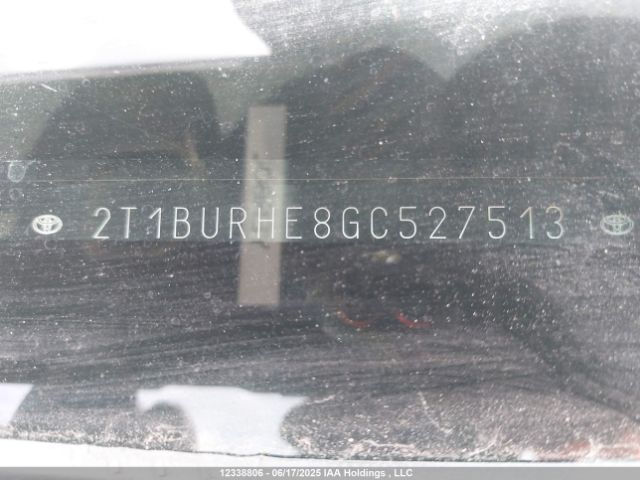 2T1BURHE8GC527513
12338806 - 06/17/2025 IAA Holdings , LLC